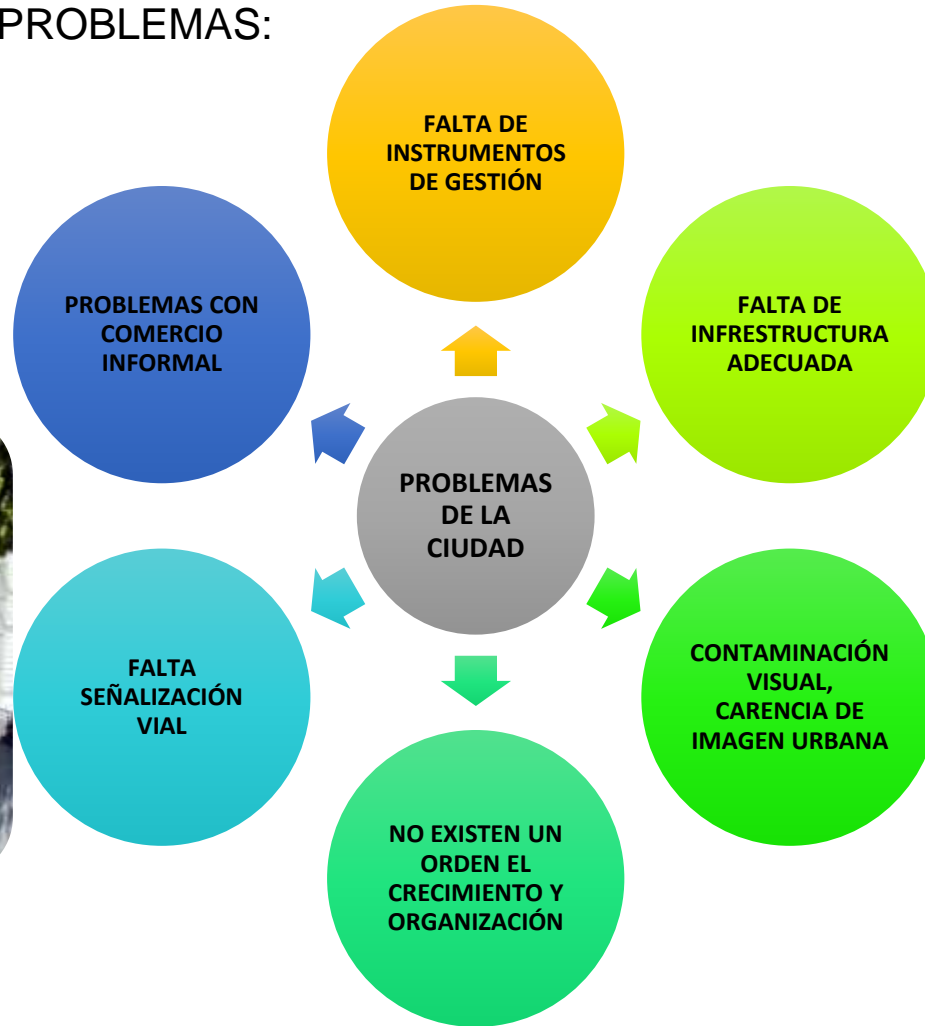 PROBLEMAS:
FALTA DE
INSTRUMENTOS
DE GESTIÓN
PROBLEMAS CON
COMERCIO
INFORMAL
FALTA DE
INFRESTRUCTURA
ADECUADA
PROBLEMAS
DE LA
CIUDAD
FALTA
SEÑALIZACIÓN
VIAL
CONTAMINACIÓN
VISUAL,
CARENCIA DE
IMAGEN URBANA
NO EXISTEN UN
ORDEN EL
CRECIMIENTO Y
ORGANIZACIÓN